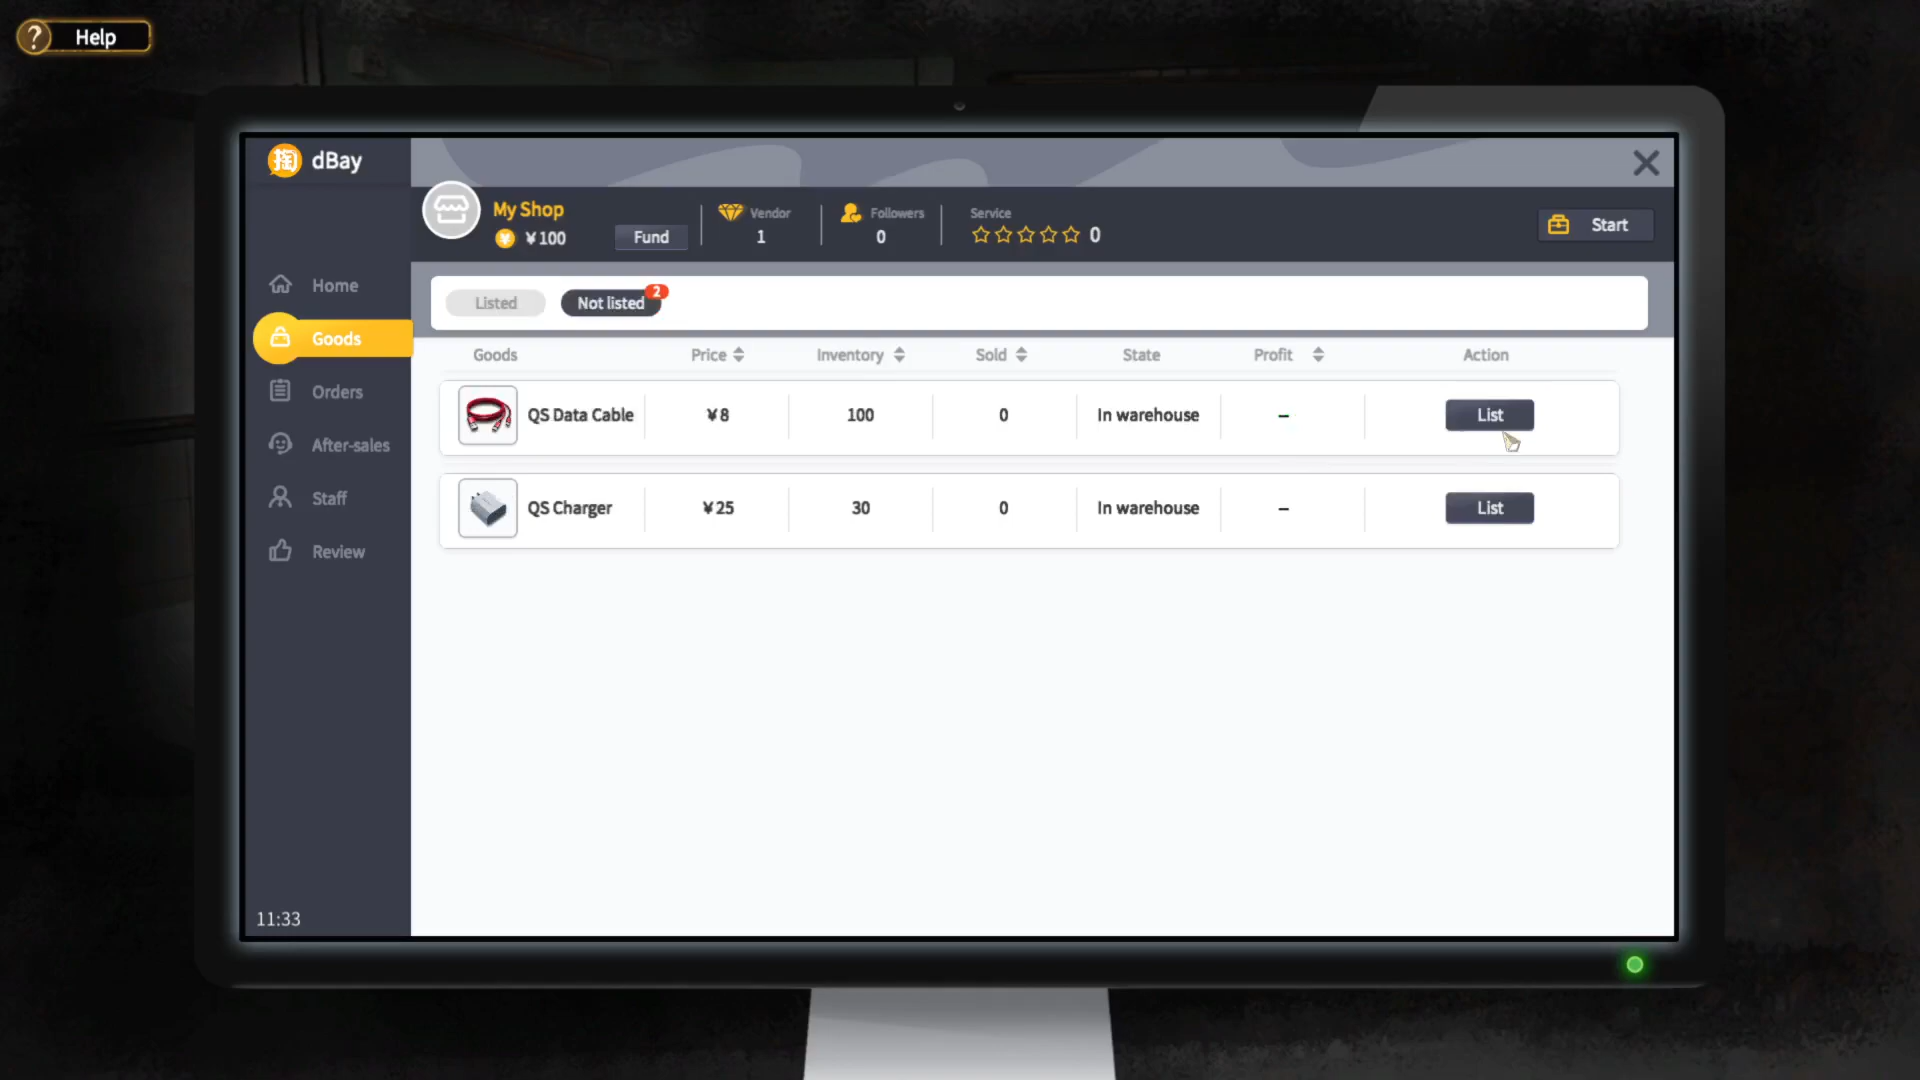 ? Help
淘 dBay
My Shop
¥100
Fund
Vendor
1
Followers
0
Service
0
Start
Home
Goods
Orders
After-sales
Staff
Review
11:33
Listed
Not listed 2
Goods Price Inventory Sold State Profit Action
QS Data Cable ¥8 100 0 In warehouse – List
QS Charger ¥25 30 0 In warehouse – List